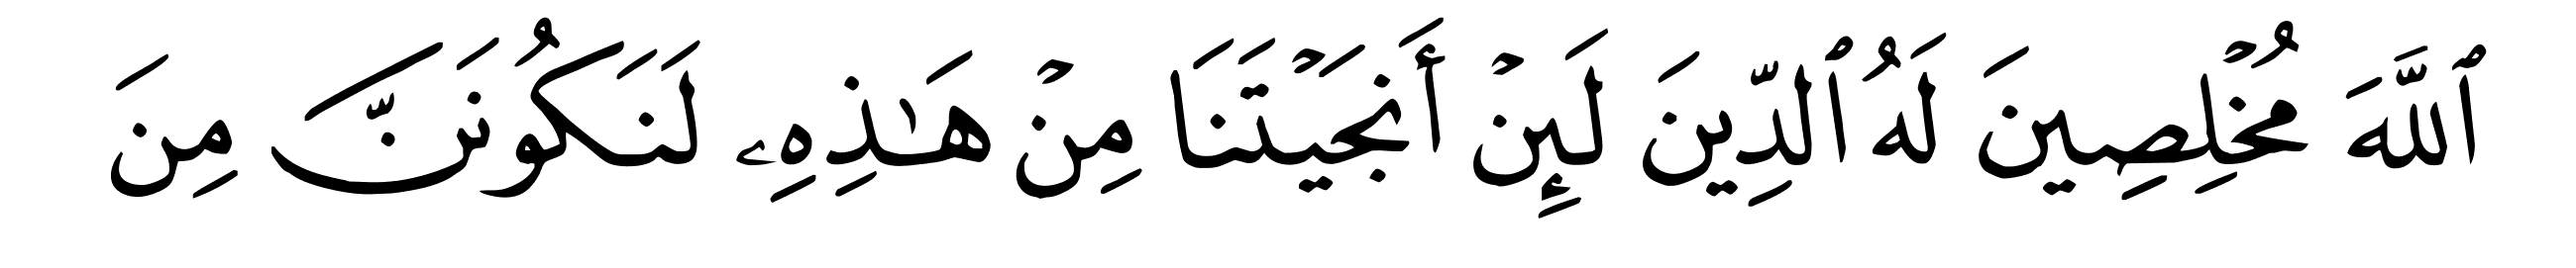 ٱللَّهَ مُخْلِصِينَ لَهُ ٱلدِّينَ لَئِنْ أَنجَيْتَنَا مِنْ هَـٰذِهِۦ لَنَكُونَنَّ مِنَ